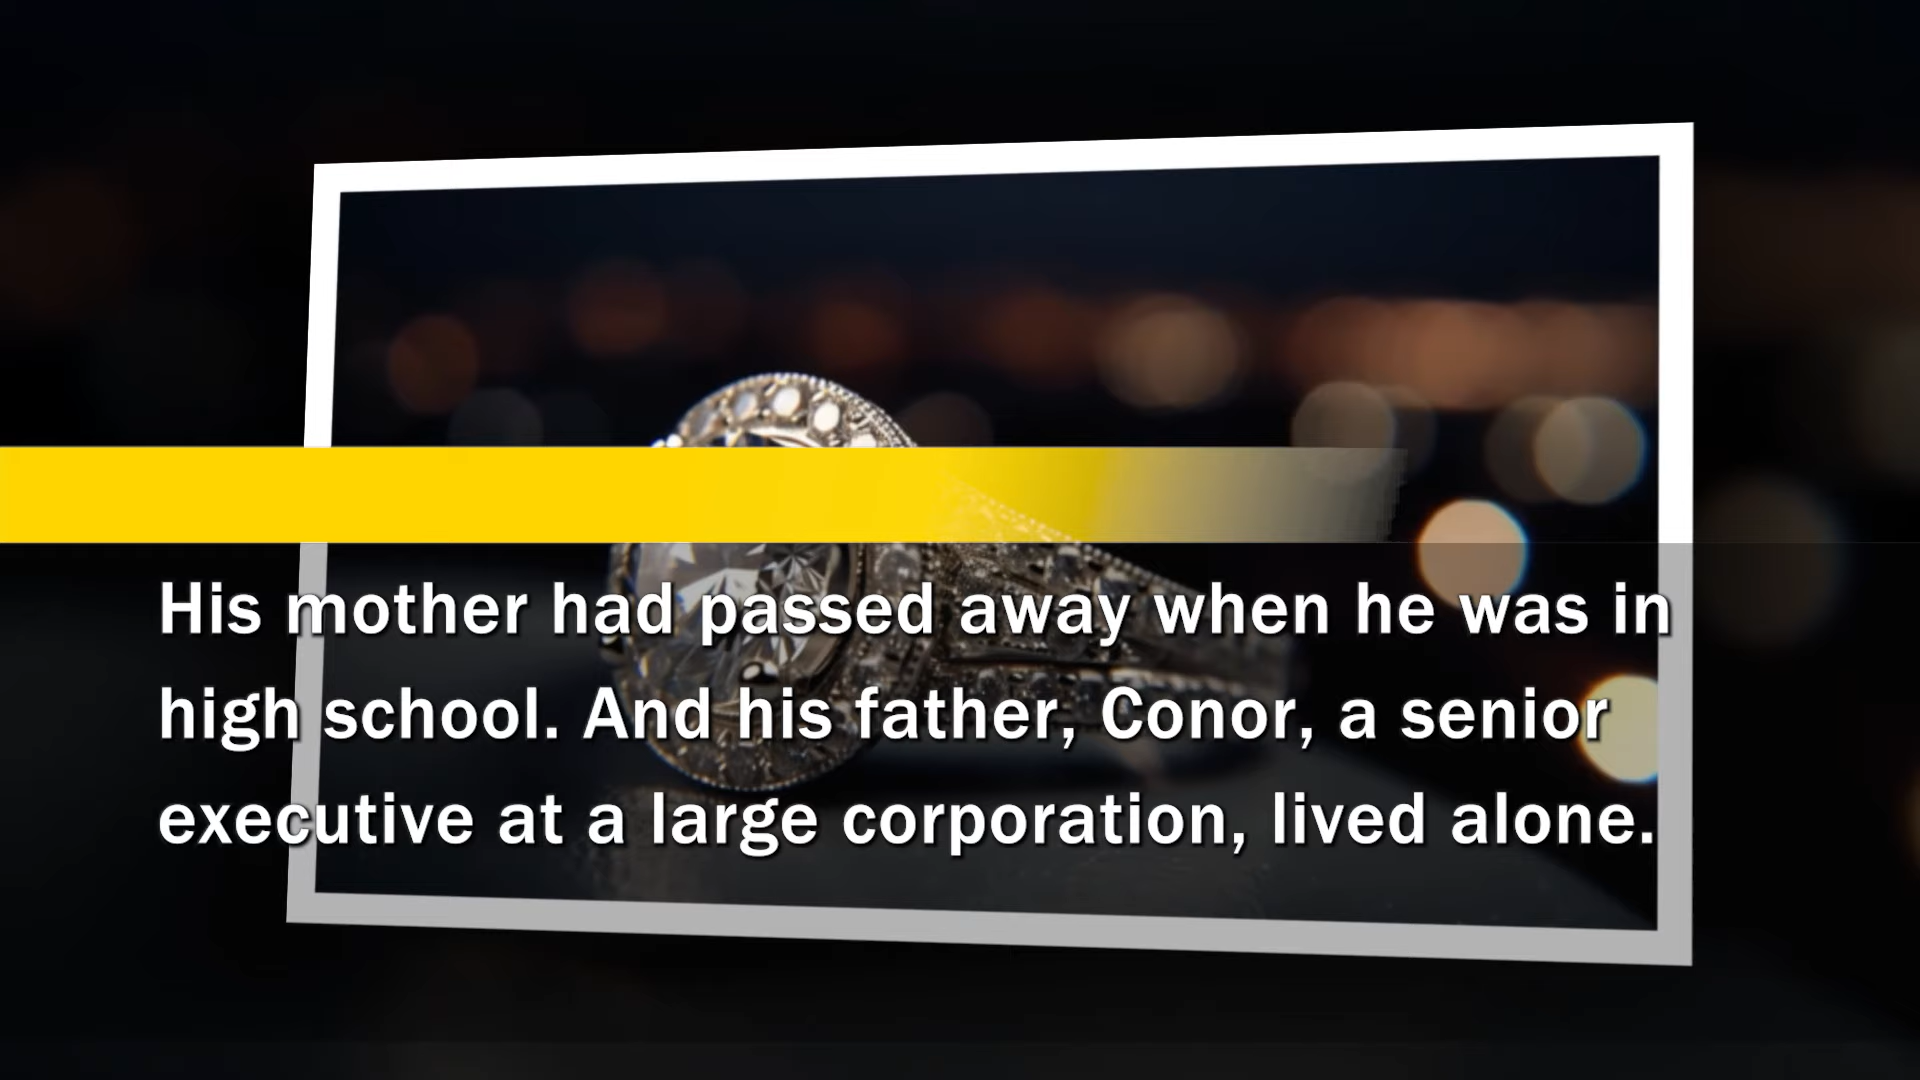 His mother had passed away when he was in
high school. And his father, Conor, a senior
executive at a large corporation, lived alone.